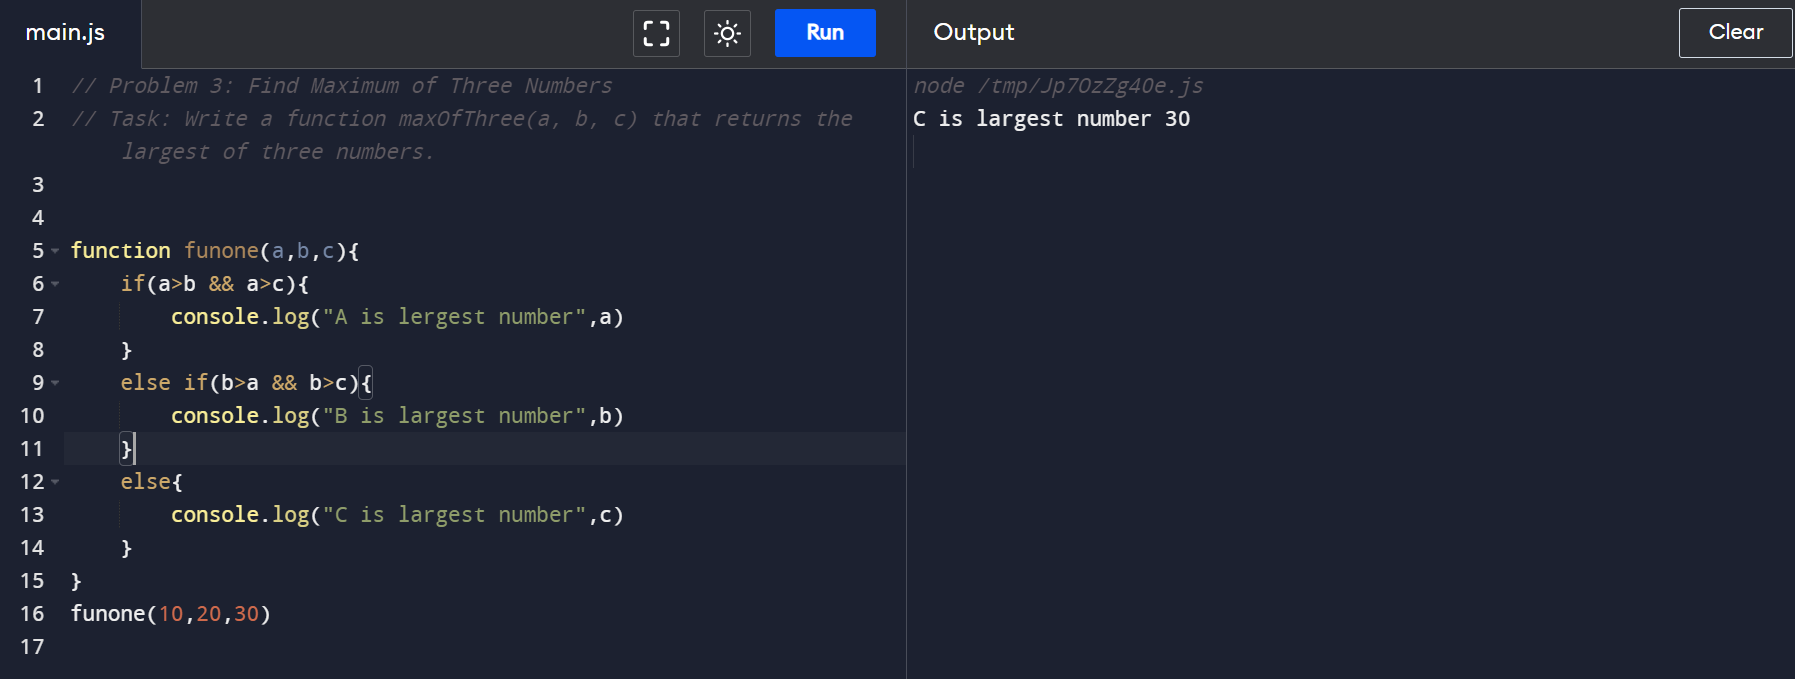 main.js Run Output Clear
1 // Problem 3: Find Maximum of Three Numbers
2 // Task: Write a function maxOfThree(a, b, c) that returns the
largest of three numbers.
3
4
5 function funone(a,b,c){
6 if(a>b && a>c){
7 console.log("A is lergest number",a)
8 }
9 else if(b>a && b>c){
10 console.log("B is largest number",b)
11 }
12 else{
13 console.log("C is largest number",c)
14 }
15 }
16 funone(10,20,30)
17
node /tmp/Jp7OzZg4Oe.js
C is largest number 30